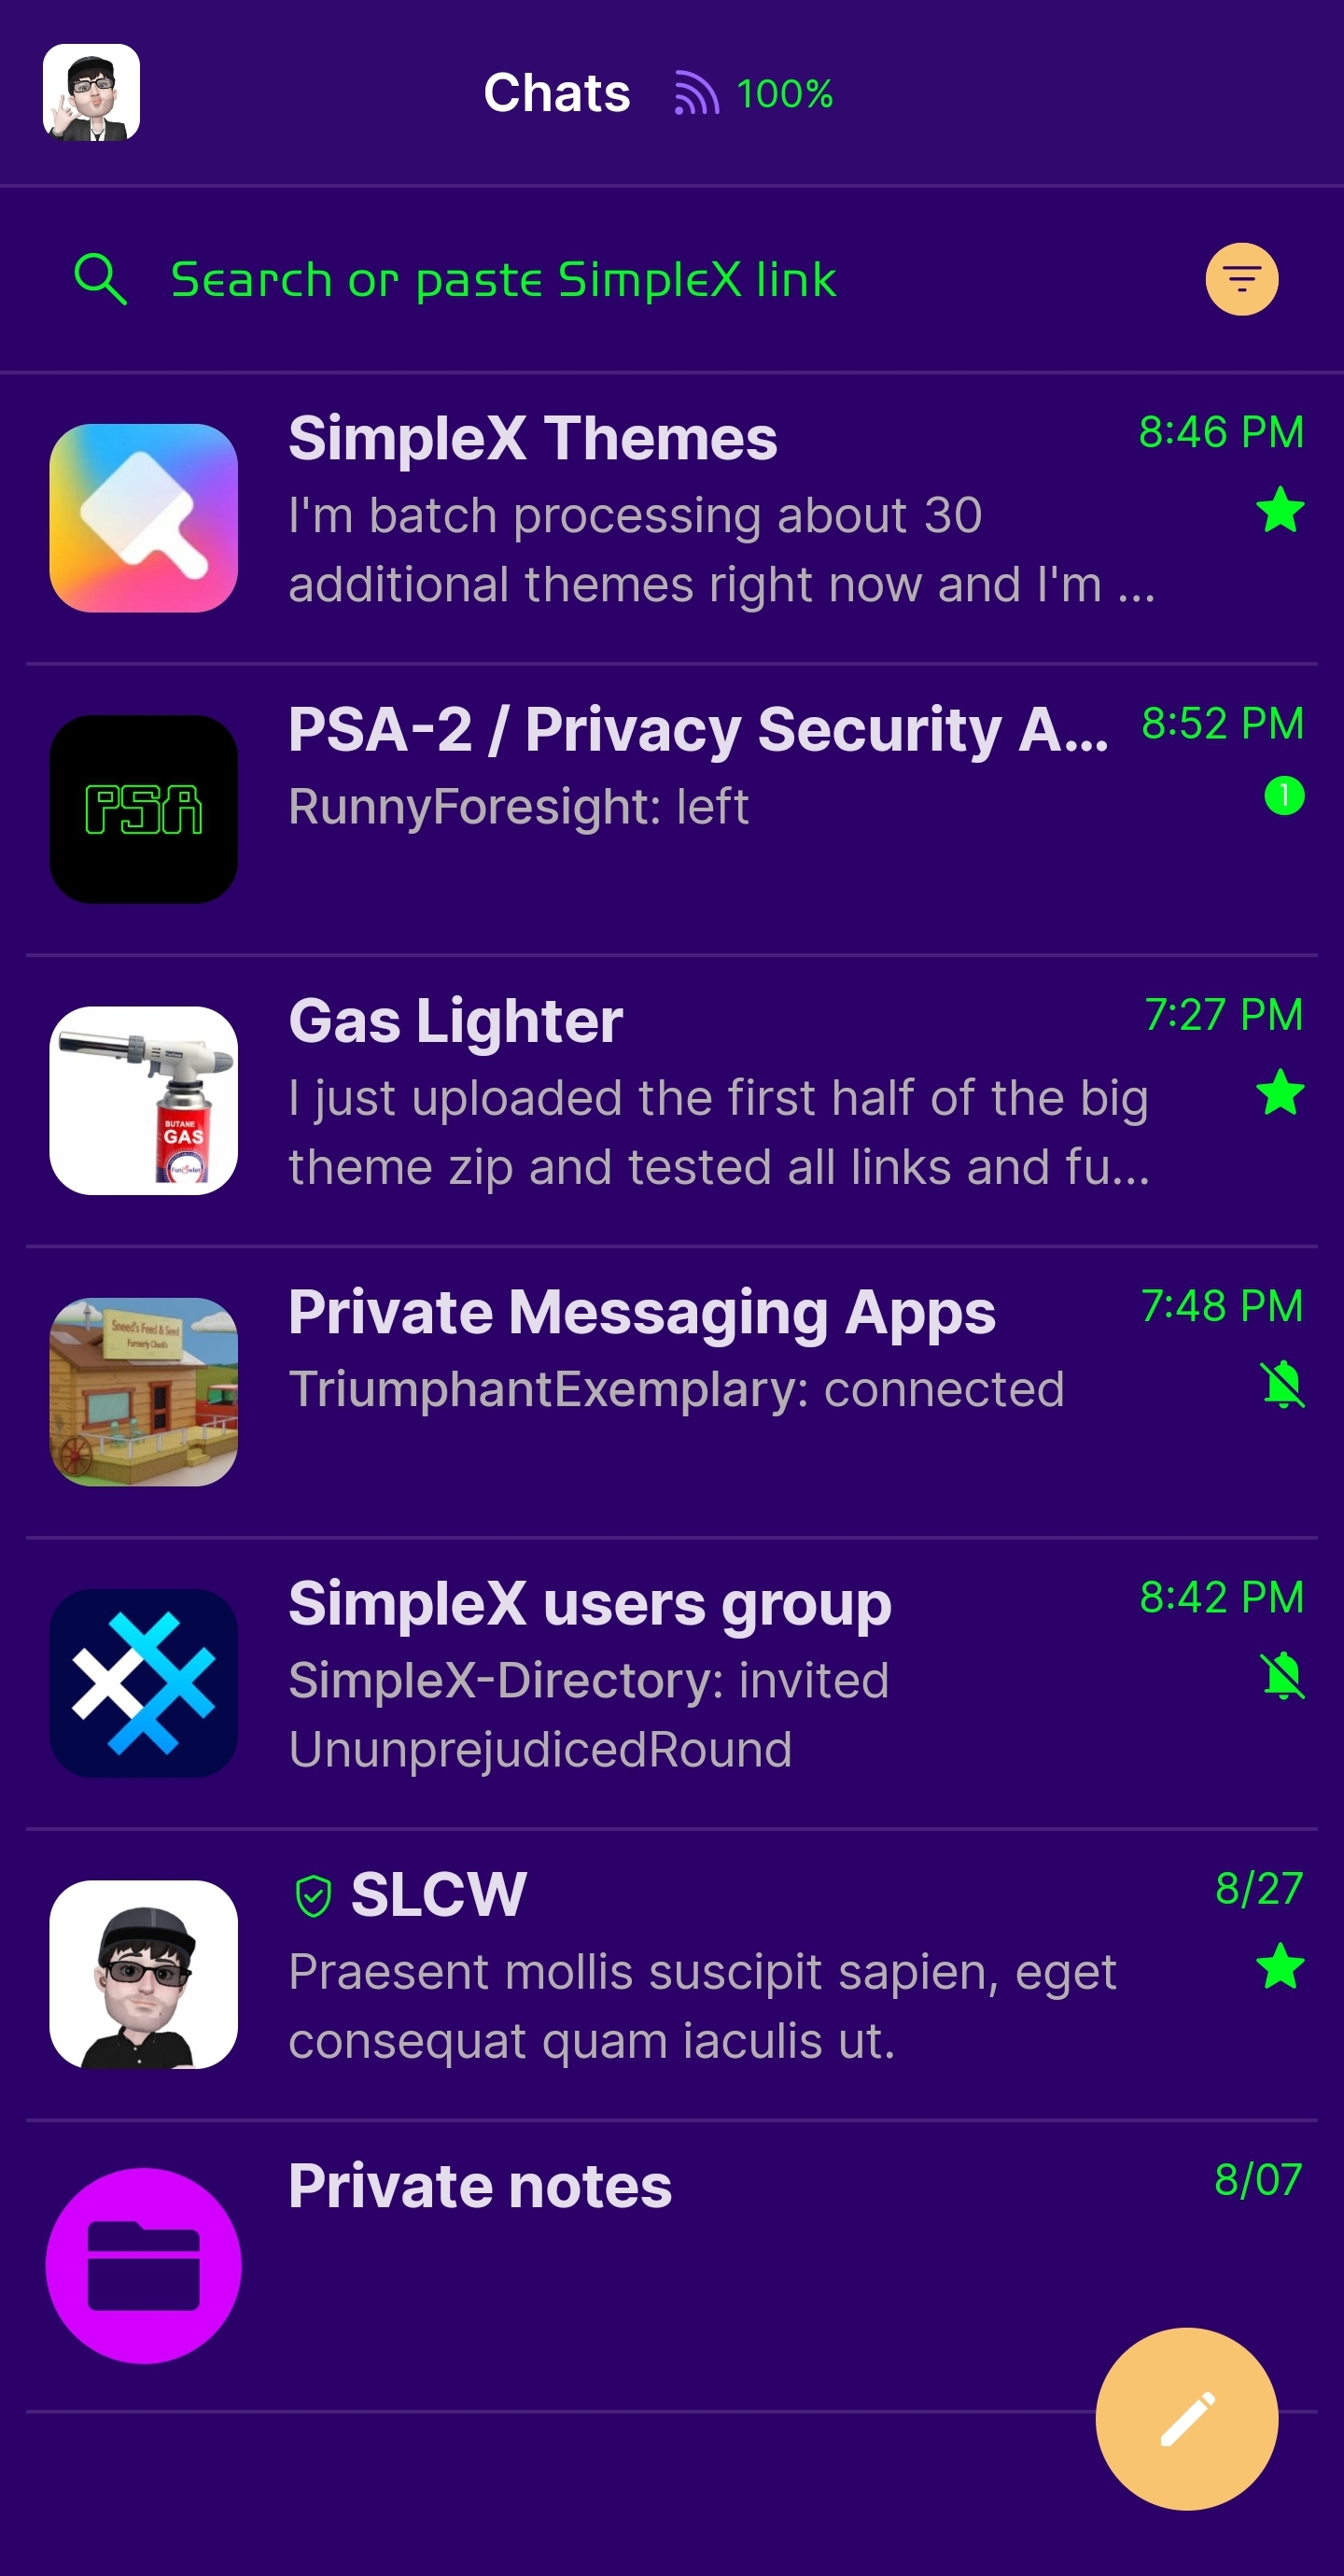 Chats 100%
Search or paste SimpleX link
SimpleX Themes 8:46 PM
I'm batch processing about 30
additional themes right now and I'm ...
PSA
PSA-2 / Privacy Security A... 8:52 PM
RunnyForesight: left 1
Gas Lighter 7:27 PM
I just uploaded the first half of the big
theme zip and tested all links and fu...
BUTANE
GAS
Private Messaging Apps 7:48 PM
Sneed's Feed & Seed
Formerly Chuck's
TriumphantExemplary: connected
SimpleX users group 8:42 PM
SimpleX-Directory: invited
UnunprejudicedRound
SLCW 8/27
Praesent mollis suscipit sapien, eget
consequat quam iaculis ut.
Private notes 8/07